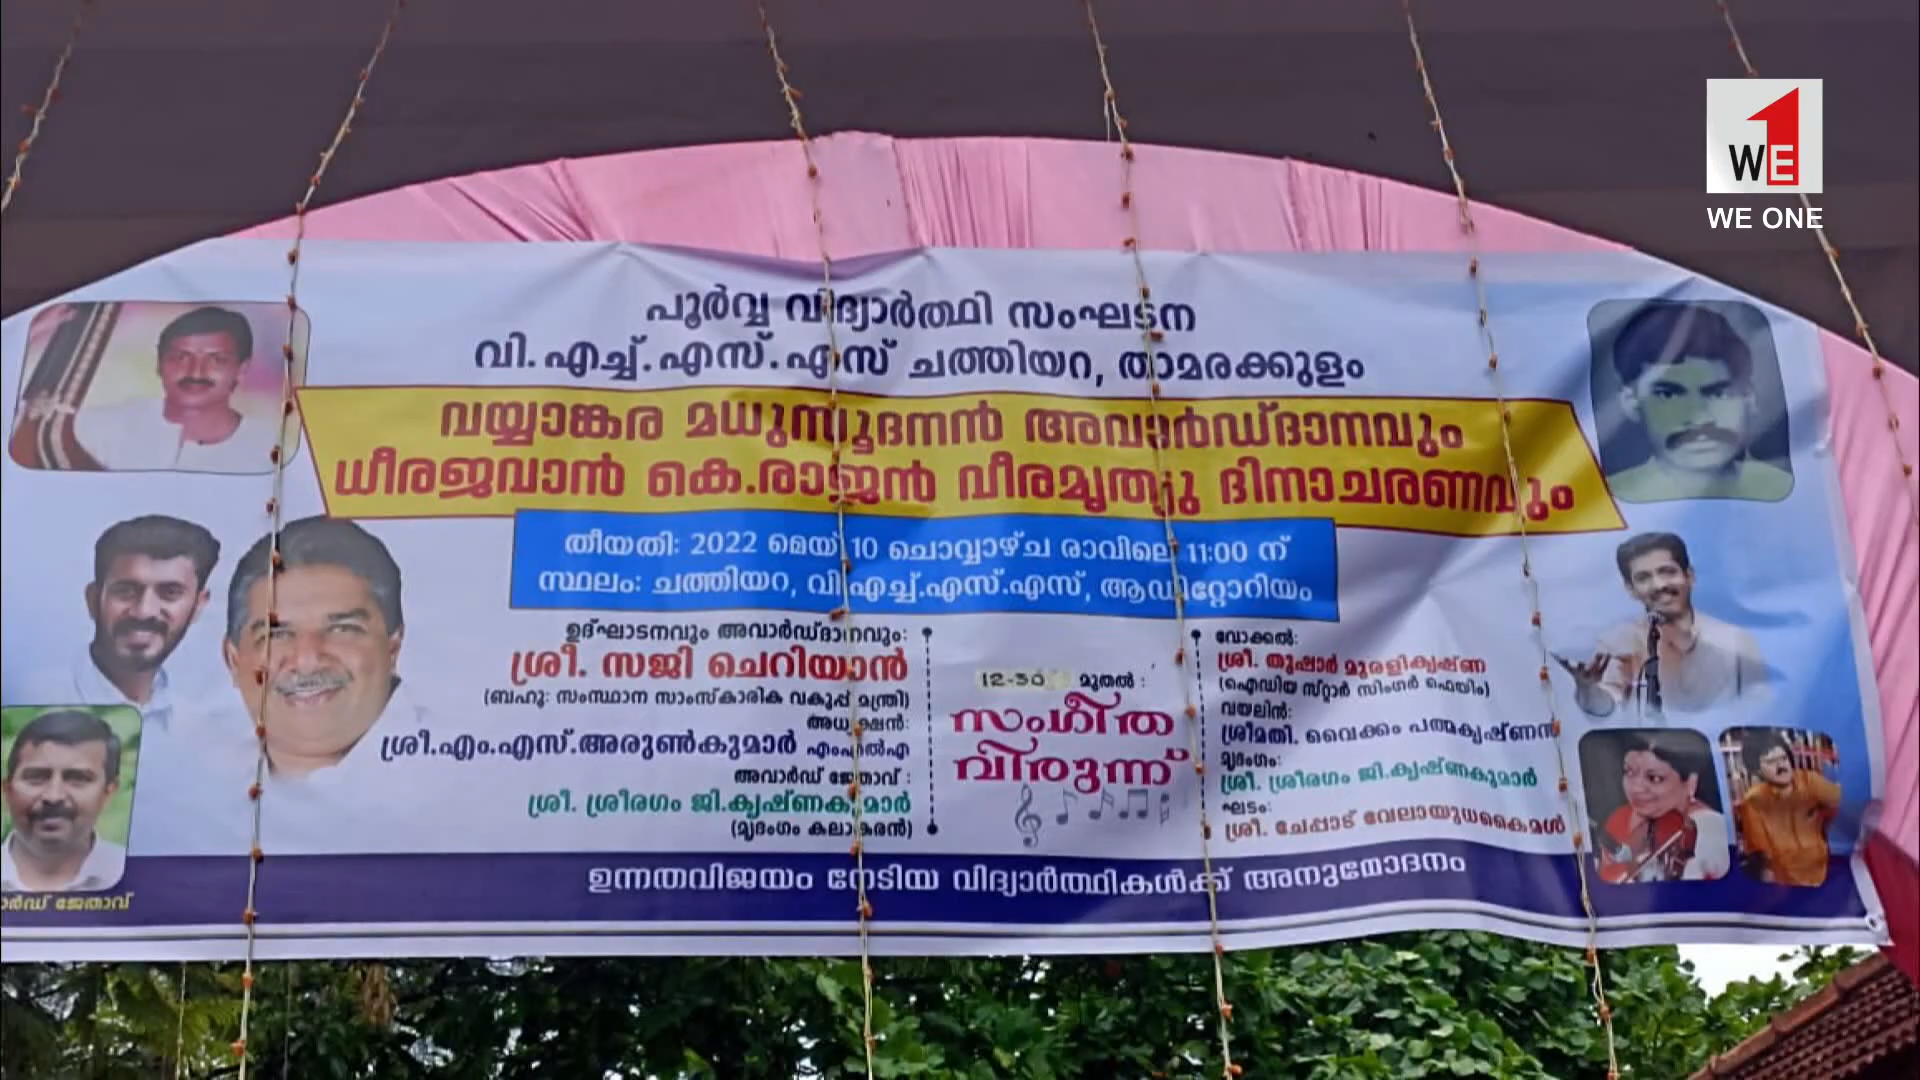 WE
WE ONE
പൂർവ്വ വിദ്യാർത്ഥി സംഘടന
വി.എച്ച്.എസ്.എസ് ചത്തിയറ, താമരക്കുളം
വയ്യാങ്കര മധുസൂദനൻ അവാർഡ്ദാനവും
ധീരജവാൻ കെ.രാജൻ വീരമൃത്യു ദിനാചരണവും
തീയതി: 2022 മെയ് 10 ചൊവ്വാഴ്ച രാവിലെ 11:00 ന്
സ്ഥലം: ചത്തിയറ, വി.എച്ച്.എസ്.എസ്, ആഡിറ്റോറിയം
ഉദ്ഘാടനവും അവാർഡ്ദാനവും:
ശ്രീ. സജി ചെറിയാൻ
(ബഹു: സംസ്ഥാന സാംസ്കാരിക വകുപ്പ് മന്ത്രി)
അധ്യക്ഷൻ:
ശ്രീ.എം.എസ്.അരുൺകുമാർ എംഎൽഎ
അവാർഡ് ജേതാവ് :
ശ്രീ. ശ്രീരഗം ജി.കൃഷ്ണകുമാർ
(മൃദംഗം കലാകാരൻ)
12-30 മുതൽ :
സംഗീത
വിരുന്ന്
വോക്കൽ:
ശ്രീ. തുഷാർ മുരളികൃഷ്ണ
(ഐഡിയ സ്റ്റാർ സിംഗർ ഫെയിം)
വയലിൻ:
ശ്രീമതി. വൈക്കം പത്മകൃഷ്ണൻ
മൃദംഗം:
ശ്രീ. ശ്രീരഗം ജി.കൃഷ്ണകുമാർ
ഘടം:
ശ്രീ. ചേപ്പാട് വേലായുധകൈമൾ
ഉന്നതവിജയം നേടിയ വിദ്യാർത്ഥികൾക്ക് അനുമോദനം
ജേതാവ്